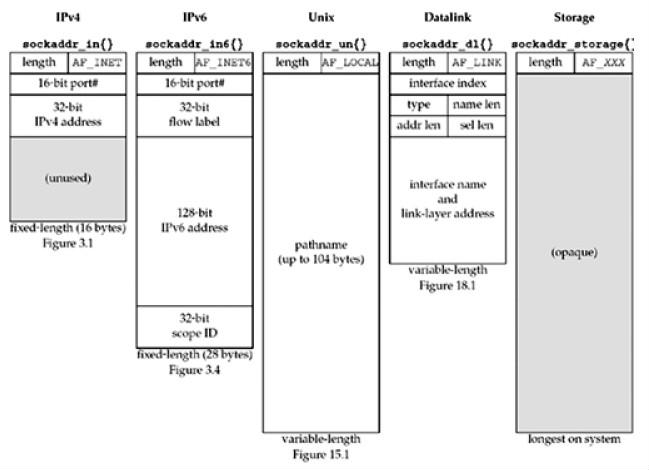 IPv4
IPv6
Unix
Datalink
Storage
sockaddr_in{}
sockaddr_in6{}
sockaddr_un{}
sockaddr_dl{}
sockaddr_storage{}
length AF_INET
16-bit port#
32-bit
IPv4 address
(unused)
fixed-length (16 bytes)
Figure 3.1
length AF_INET6
16-bit port#
32-bit
flow label
128-bit
IPv6 address
32-bit
scope ID
fixed-length (28 bytes)
Figure 3.4
length AF_LOCAL
pathname
(up to 104 bytes)
variable-length
Figure 15.1
length AF_LINK
interface index
type name len
addr len sel len
interface name
and
link-layer address
variable-length
Figure 18.1
length AF_XXX
(opaque)
longest on system